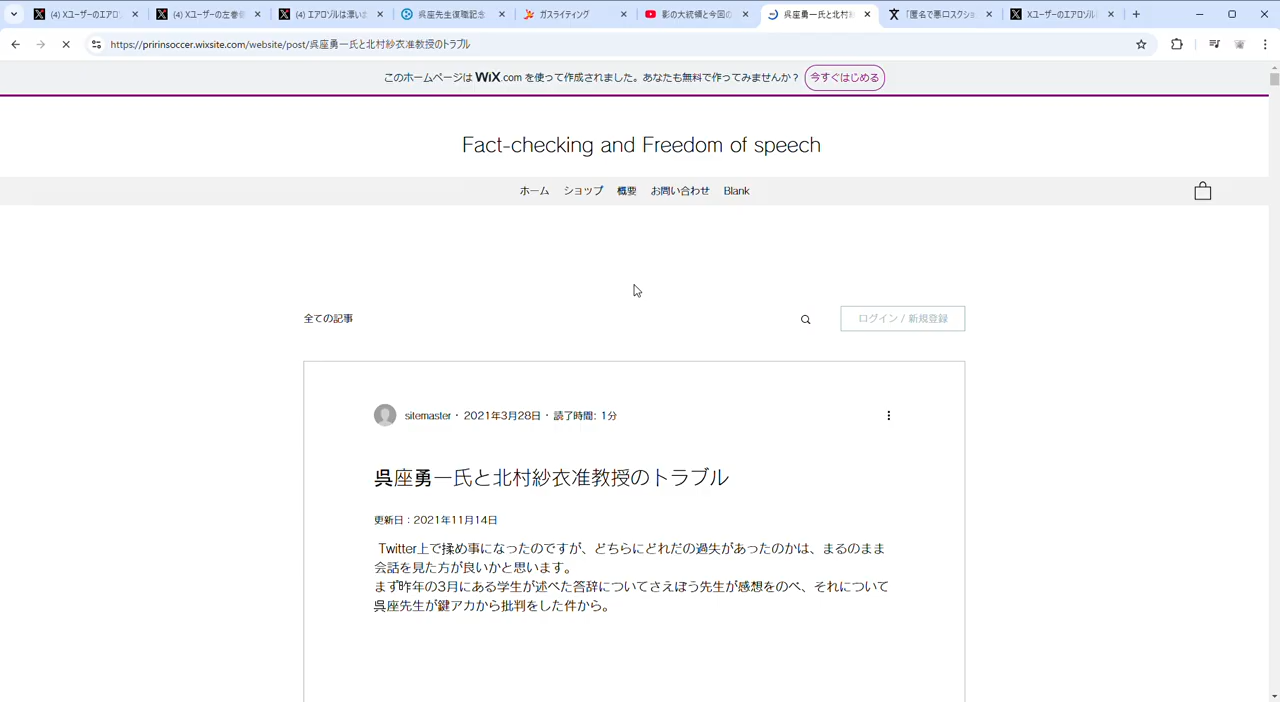 (4) Xユーザーのエアロゾ
(4) Xユーザーの左巻健
(4) エアロゾルは漂いが
呉座先生復職記念
ガスライティング
影の大統領と今回の
呉座勇一氏と北村紗
「匿名で悪口スクショ
Xユーザーのエアロゾル
https://pririnsoccer.wixsite.com/website/post/呉座勇一氏と北村紗衣准教授のトラブル
このホームページは WiX.com を使って作成されました。あなたも無料で作ってみませんか? 今すぐはじめる
Fact-checking and Freedom of speech
ホーム ショップ 概要 お問い合わせ Blank
全ての記事
ログイン / 新規登録
sitemaster · 2021年3月28日 · 読了時間: 1分
呉座勇一氏と北村紗衣准教授のトラブル
更新日：2021年11月14日
Twitter上で揉め事になったのですが、どちらにどれだの過失があったのかは、まるのまま
会話を見た方が良いかと思います。
まず昨年の3月にある学生が述べた答辞についてさえぼう先生が感想をのべ、それについて
呉座先生が鍵アカから批判をした件から。